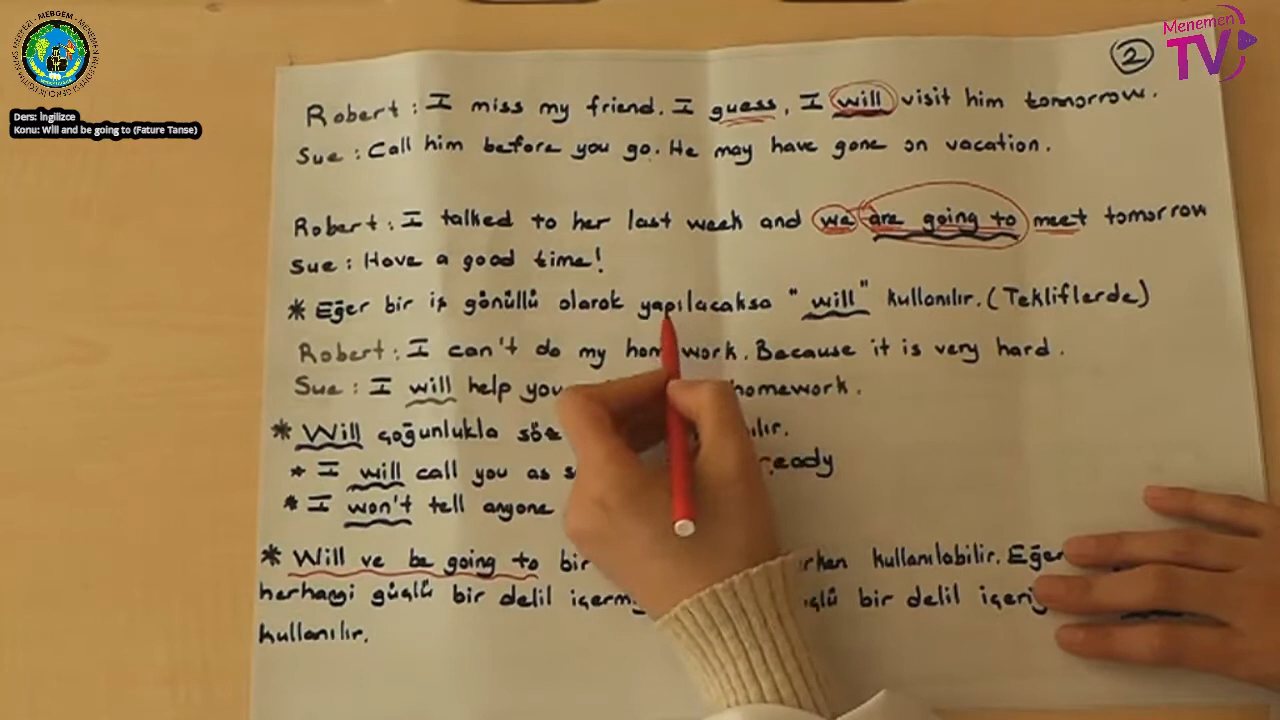 MEBGEM
Menemen
TV
Ders: İngilizce
Konu: Will and be going to (Fature Tanse)
2
Robert: I miss my friend. I guess, I will visit him tomorrow.
Sue: Call him before you go. He may have gone on vacation.
Robert: I talked to her last week and we are going to meet tomorrow
Sue: Have a good time!
* Eğer bir iş gönüllü olarak yapılacaksa "will" kullanılır. (Tekliflerde)
Robert: I can't do my homework. Because it is very hard.
Sue: I will help you homework.
* Will çoğunlukla
* I will call you as
* I won't tell anyone
* Will ve be going to bir kullanılabilir. Eğer
herhangi güçlü bir delil bir delil
kullanılır.